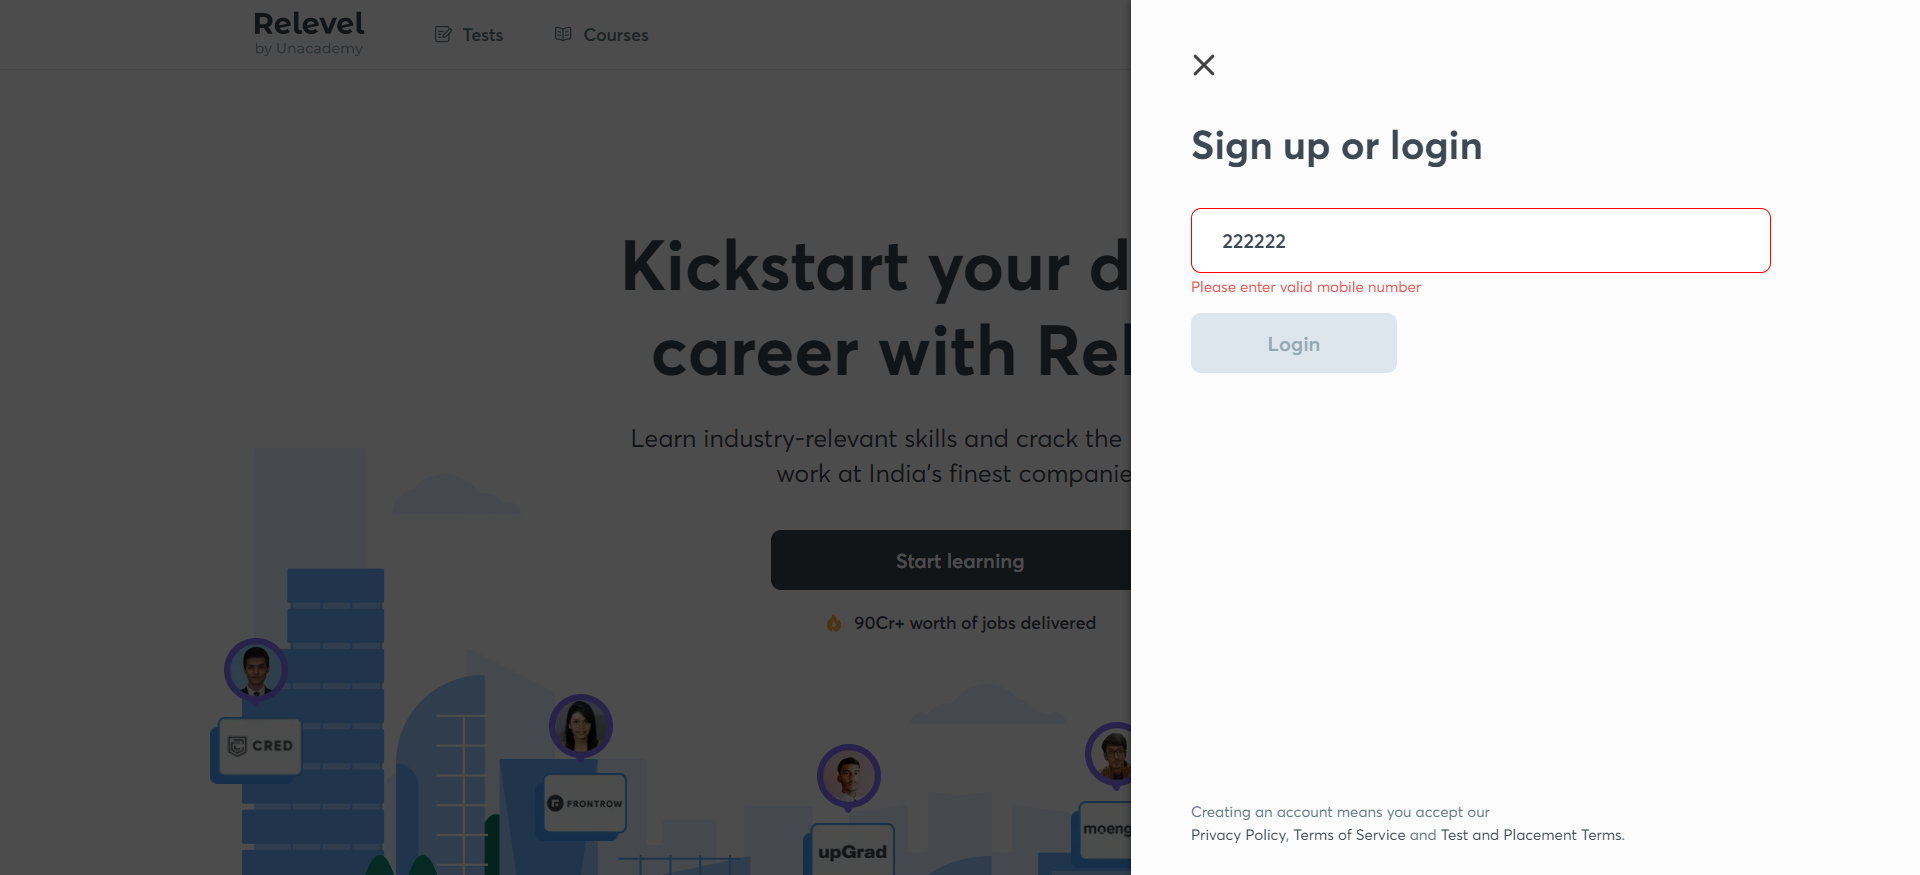 Relevel
by Unacademy
Tests
Courses
Kickstart your d
career with Rel
Learn industry-relevant skills and crack the
work at India's finest companie
Start learning
90Cr+ worth of jobs delivered
CRED
FRONTROW
upGrad
moeng
Sign up or login
222222
Please enter valid mobile number
Login
Creating an account means you accept our
Privacy Policy, Terms of Service and Test and Placement Terms.